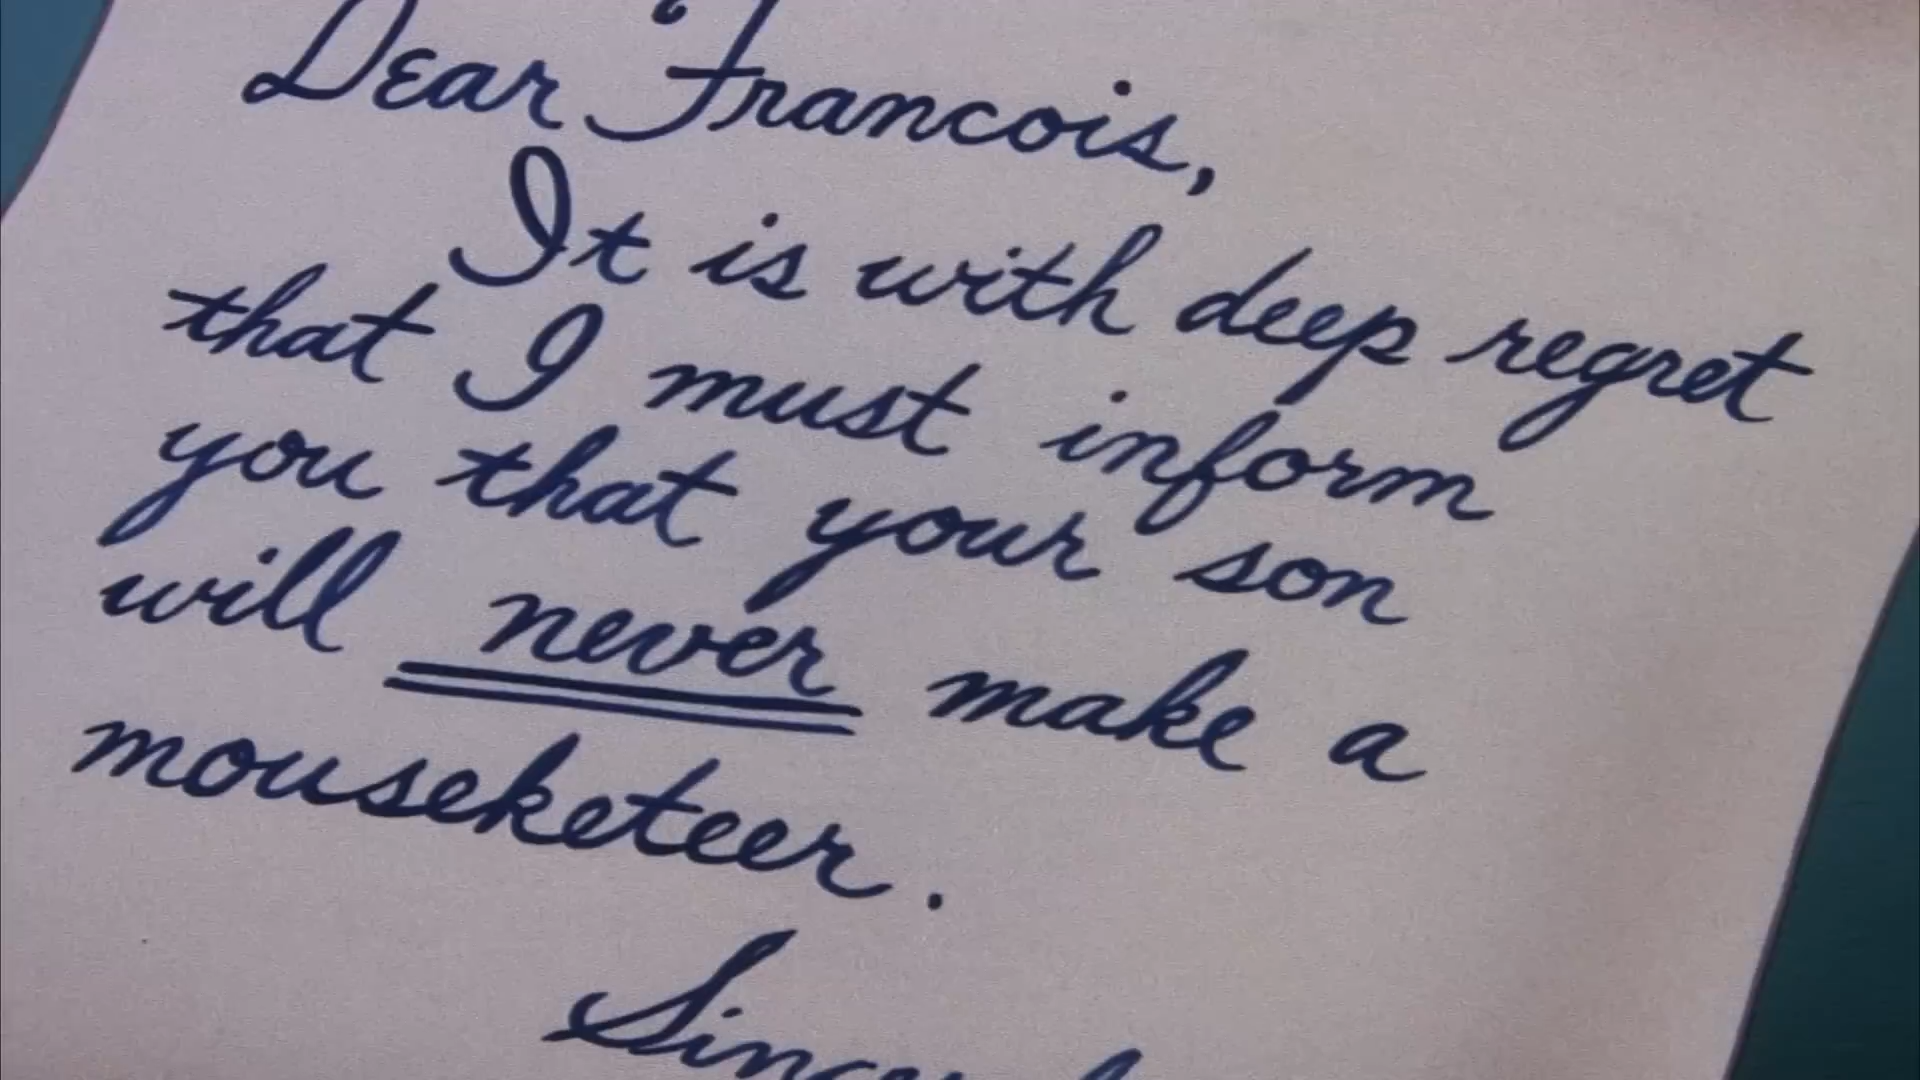 Dear Francois,
It is with deep regret
that I must inform
you that your son
will never make a
mouseketeer.